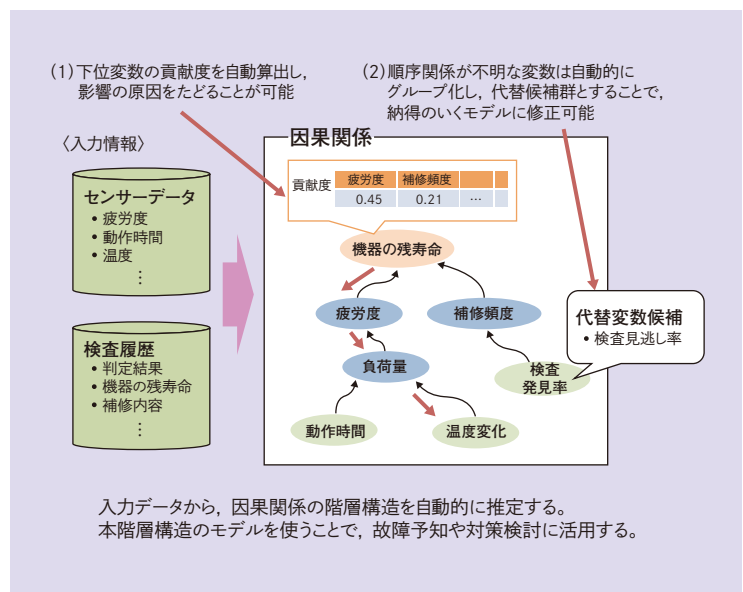 (1)下位変数の貢献度を自動算出し,
影響の原因をたどることが可能
(2)順序関係が不明な変数は自動的に
グループ化し, 代替候補群とすることで,
納得のいくモデルに修正可能
〈入力情報〉
センサーデータ
• 疲労度
• 動作時間
• 温度
⋮
検査履歴
• 判定結果
• 機器の残寿命
• 補修内容
⋮
因果関係
貢献度
疲労度 補修頻度
0.45 0.21 …
機器の残寿命
疲労度
補修頻度
負荷量
検査
発見率
動作時間
温度変化
代替変数候補
• 検査見逃し率
入力データから, 因果関係の階層構造を自動的に推定する。
本階層構造のモデルを使うことで, 故障予知や対策検討に活用する。